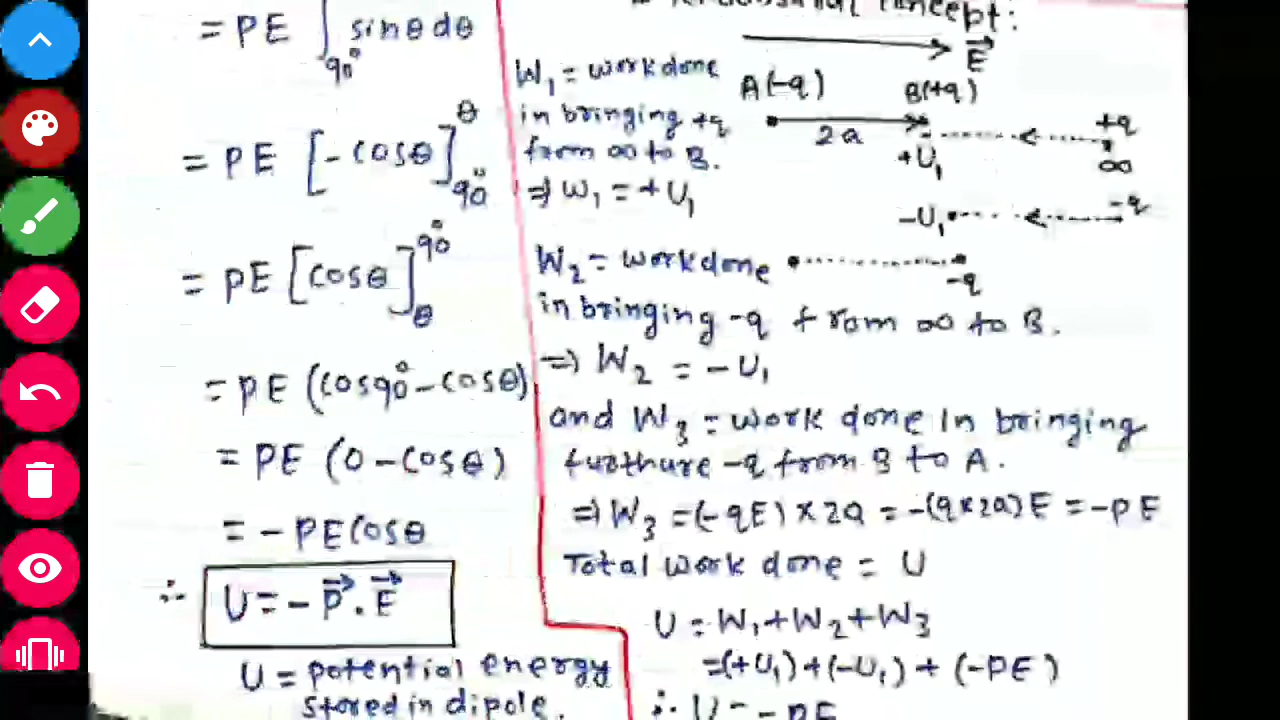 = PE ∫ sinθ dθ
90°
= PE [-cosθ]
θ
90°
= PE [cosθ]
90°
θ
= PE (cos90° - cosθ)
= PE (0 - cosθ)
= - PE cosθ
∴ U = - P⃗ . E⃗
U = potential energy
stored in dipole.
concept:
E⃗
W₁ = work done
in bringing +q
from ∞ to B.
⇒ W₁ = + U₁
A(-q)
B(+q)
2a
+U₁
+q
∞
-U₁
-q
W₂ = work done
-q
in bringing -q from ∞ to B.
⇒ W₂ = - U₁
and W₃ = work done in bringing
furthure -q from B to A.
⇒ W₃ = (-qE) × 2a = -(q×2a)E = -PE
Total work done = U
U = W₁+W₂+W₃
=(+U₁)+(-U₁)+(-PE)
∴ U = - PE